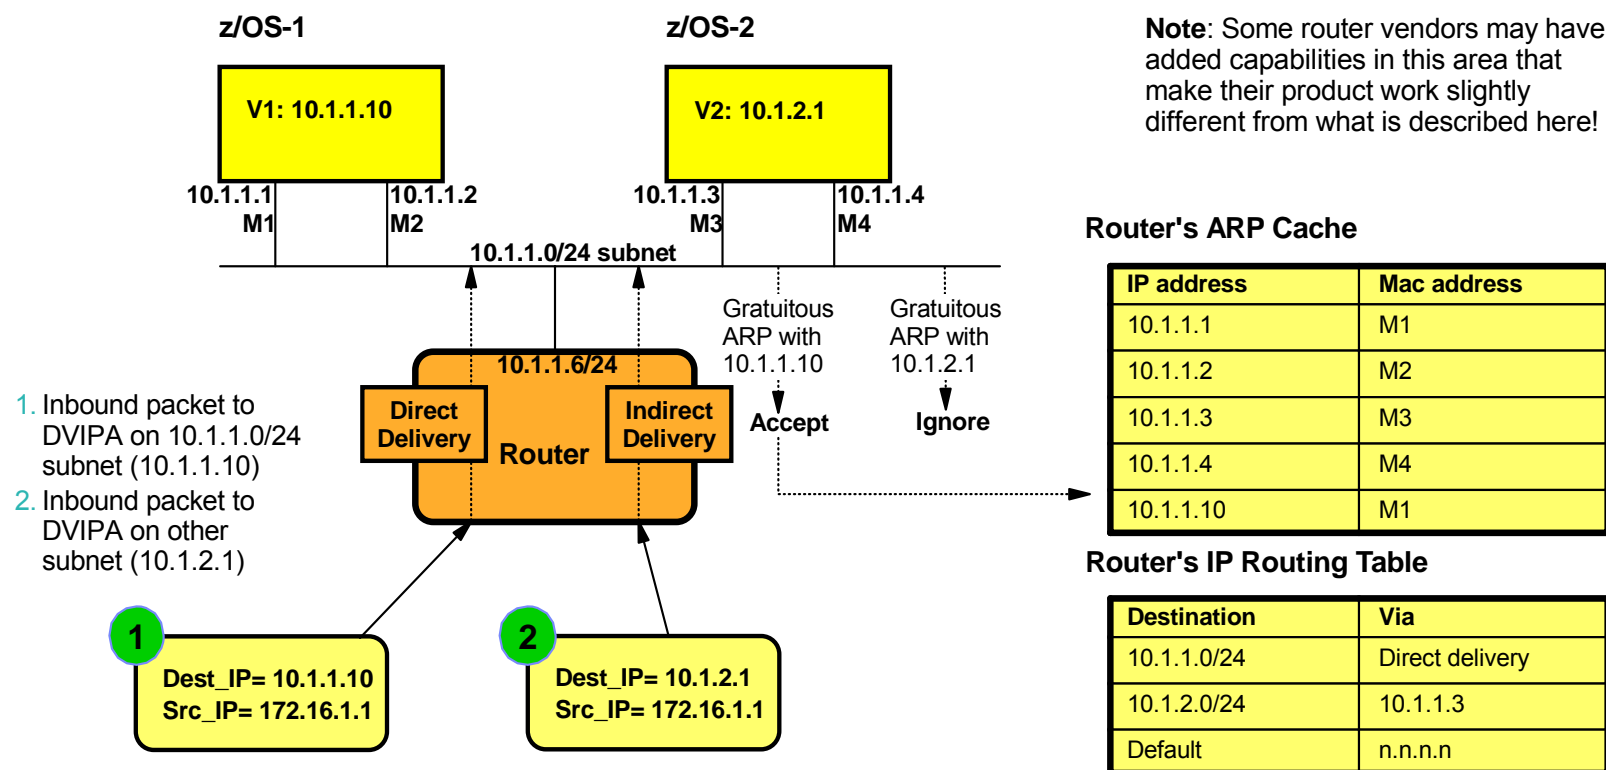 z/OS-1
z/OS-2
Note: Some router vendors may have
added capabilities in this area that
make their product work slightly
different from what is described here!
V1: 10.1.1.10
V2: 10.1.2.1
10.1.1.1
M1
10.1.1.2
M2
10.1.1.3
M3
10.1.1.4
M4
10.1.1.0/24 subnet
Gratuitous
ARP with
10.1.1.10
Accept
Gratuitous
ARP with
10.1.2.1
Ignore
10.1.1.6/24
Direct
Delivery
Router
Indirect
Delivery
1. Inbound packet to
DVIPA on 10.1.1.0/24
subnet (10.1.1.10)
2. Inbound packet to
DVIPA on other
subnet (10.1.2.1)
1
Dest_IP= 10.1.1.10
Src_IP= 172.16.1.1
2
Dest_IP= 10.1.2.1
Src_IP= 172.16.1.1
Router's ARP Cache
IP address Mac address
10.1.1.1 M1
10.1.1.2 M2
10.1.1.3 M3
10.1.1.4 M4
10.1.1.10 M1
Router's IP Routing Table
Destination Via
10.1.1.0/24 Direct delivery
10.1.2.0/24 10.1.1.3
Default n.n.n.n